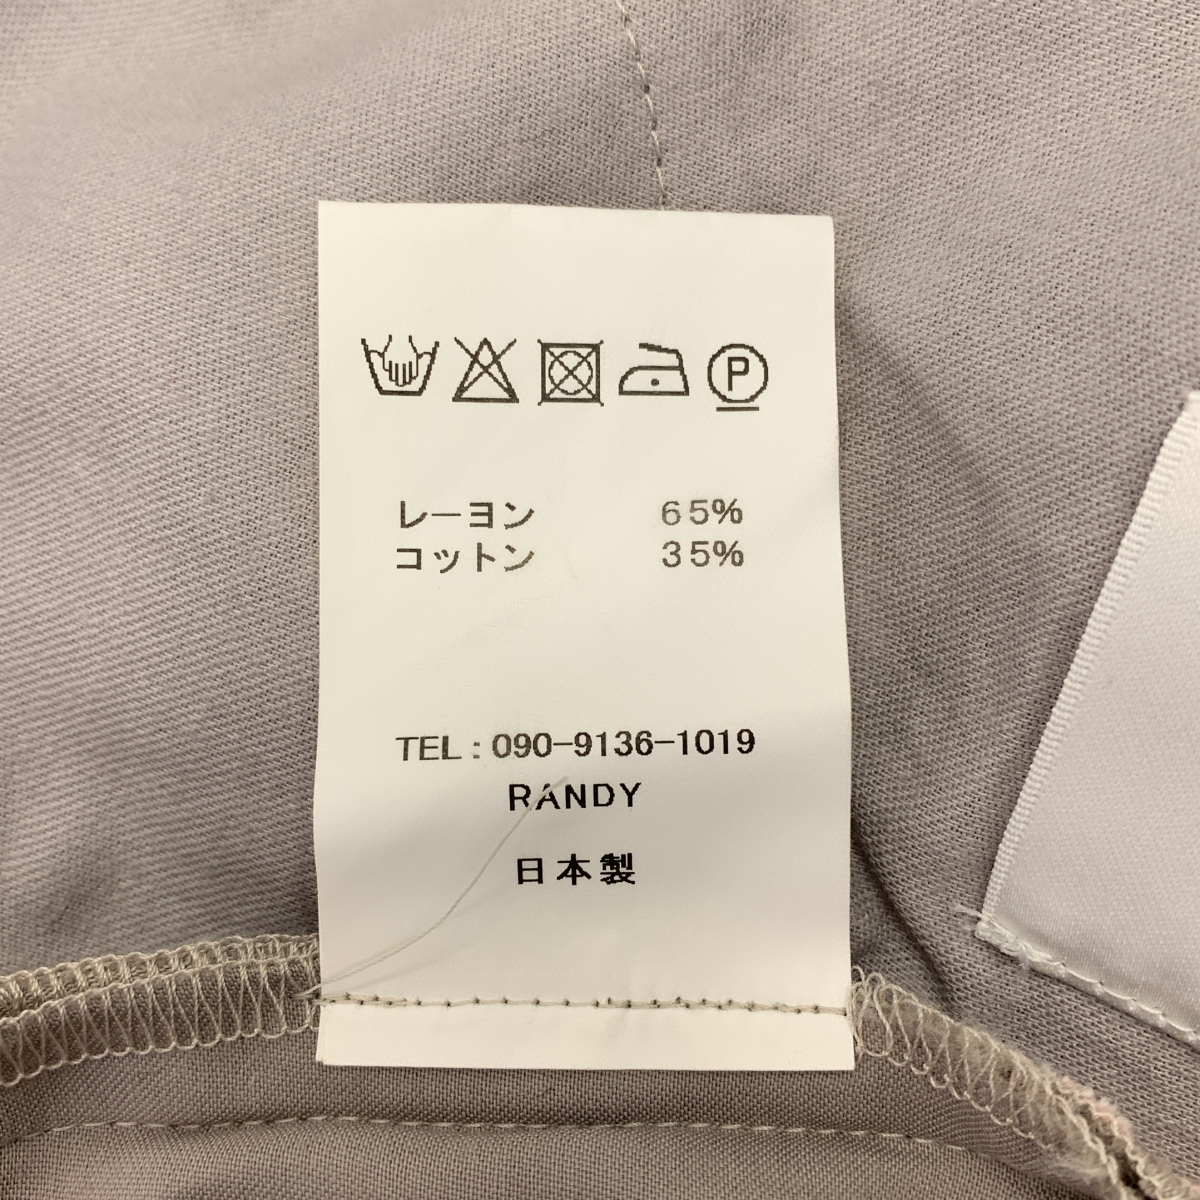 P
レーヨン 65%
コットン 35%
TEL : 090-9136-1019
RANDY
日本製